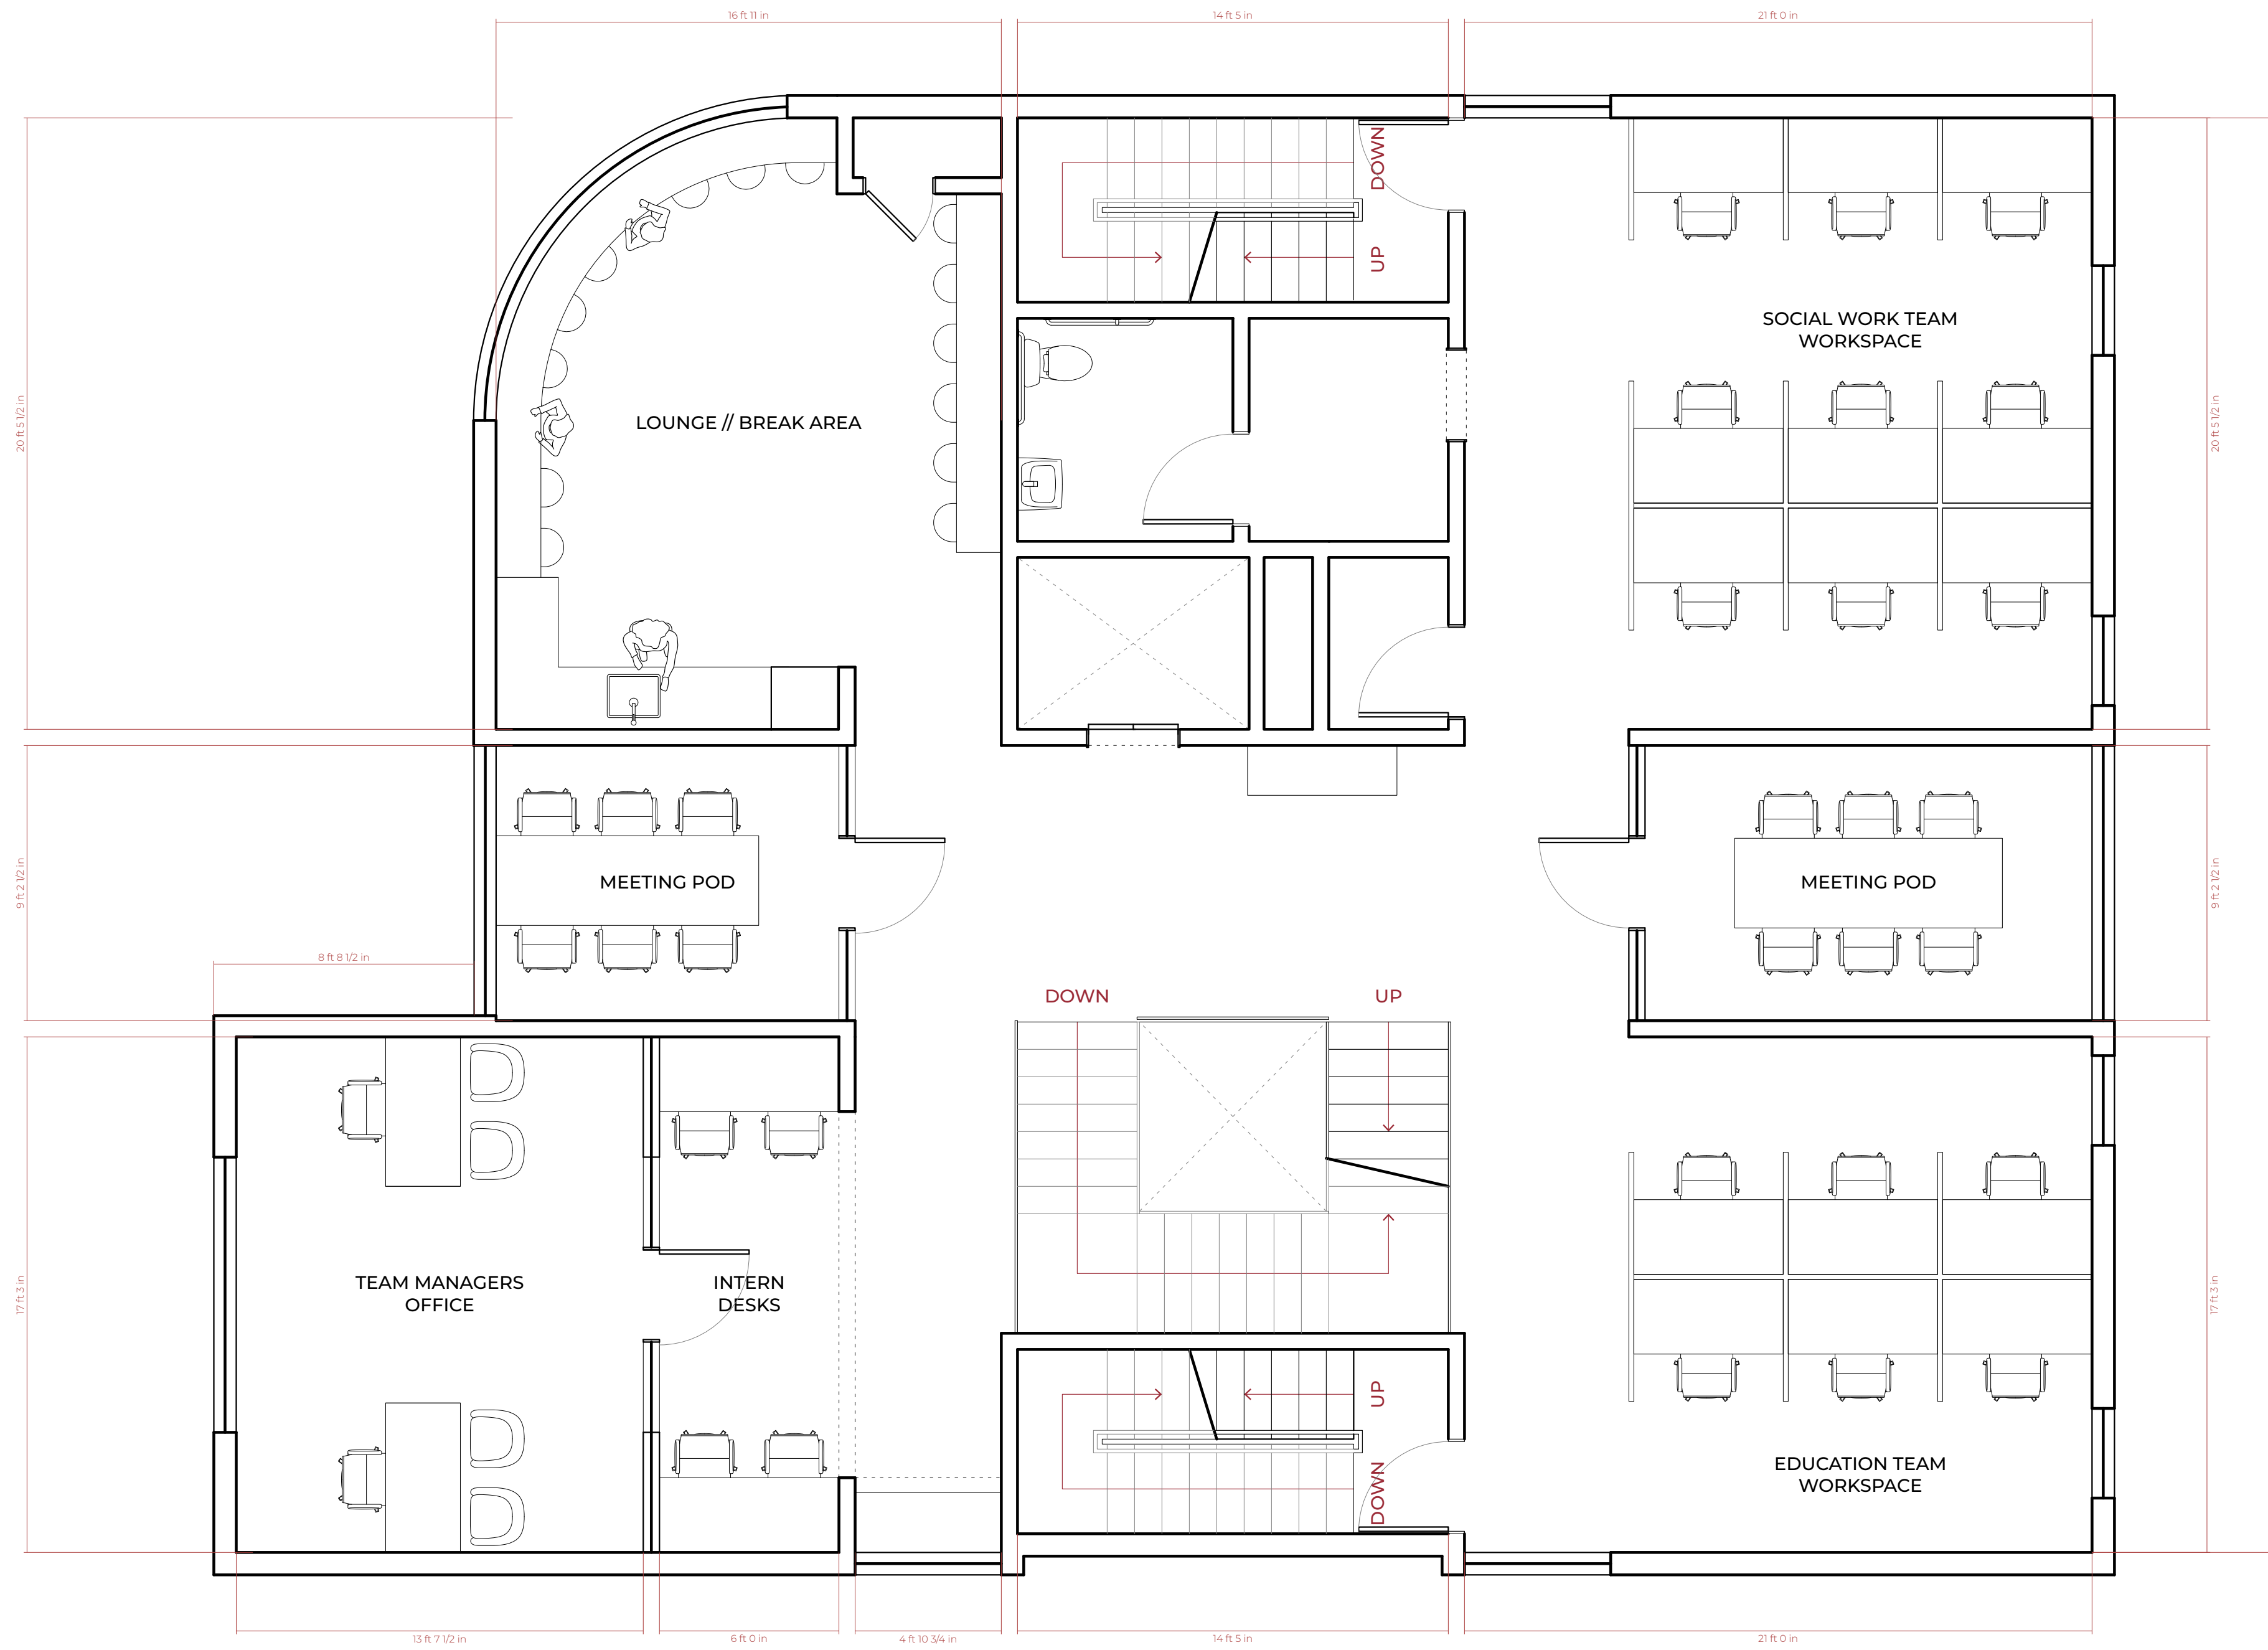 16 ft 11 in
14 ft 5 in
21 ft 0 in
DOWN
UP
SOCIAL WORK TEAM
WORKSPACE
20 ft 5 1/2 in
20 ft 5 1/2 in
LOUNGE // BREAK AREA
MEETING POD
MEETING POD
9 ft 2 1/2 in
9 ft 2 1/2 in
8 ft 8 1/2 in
DOWN
UP
TEAM MANAGERS
OFFICE
INTERN
DESKS
17 ft 3 in
17 ft 3 in
UP
DOWN
EDUCATION TEAM
WORKSPACE
13 ft 7 1/2 in
6 ft 0 in
4 ft 10 3/4 in
14 ft 5 in
21 ft 0 in